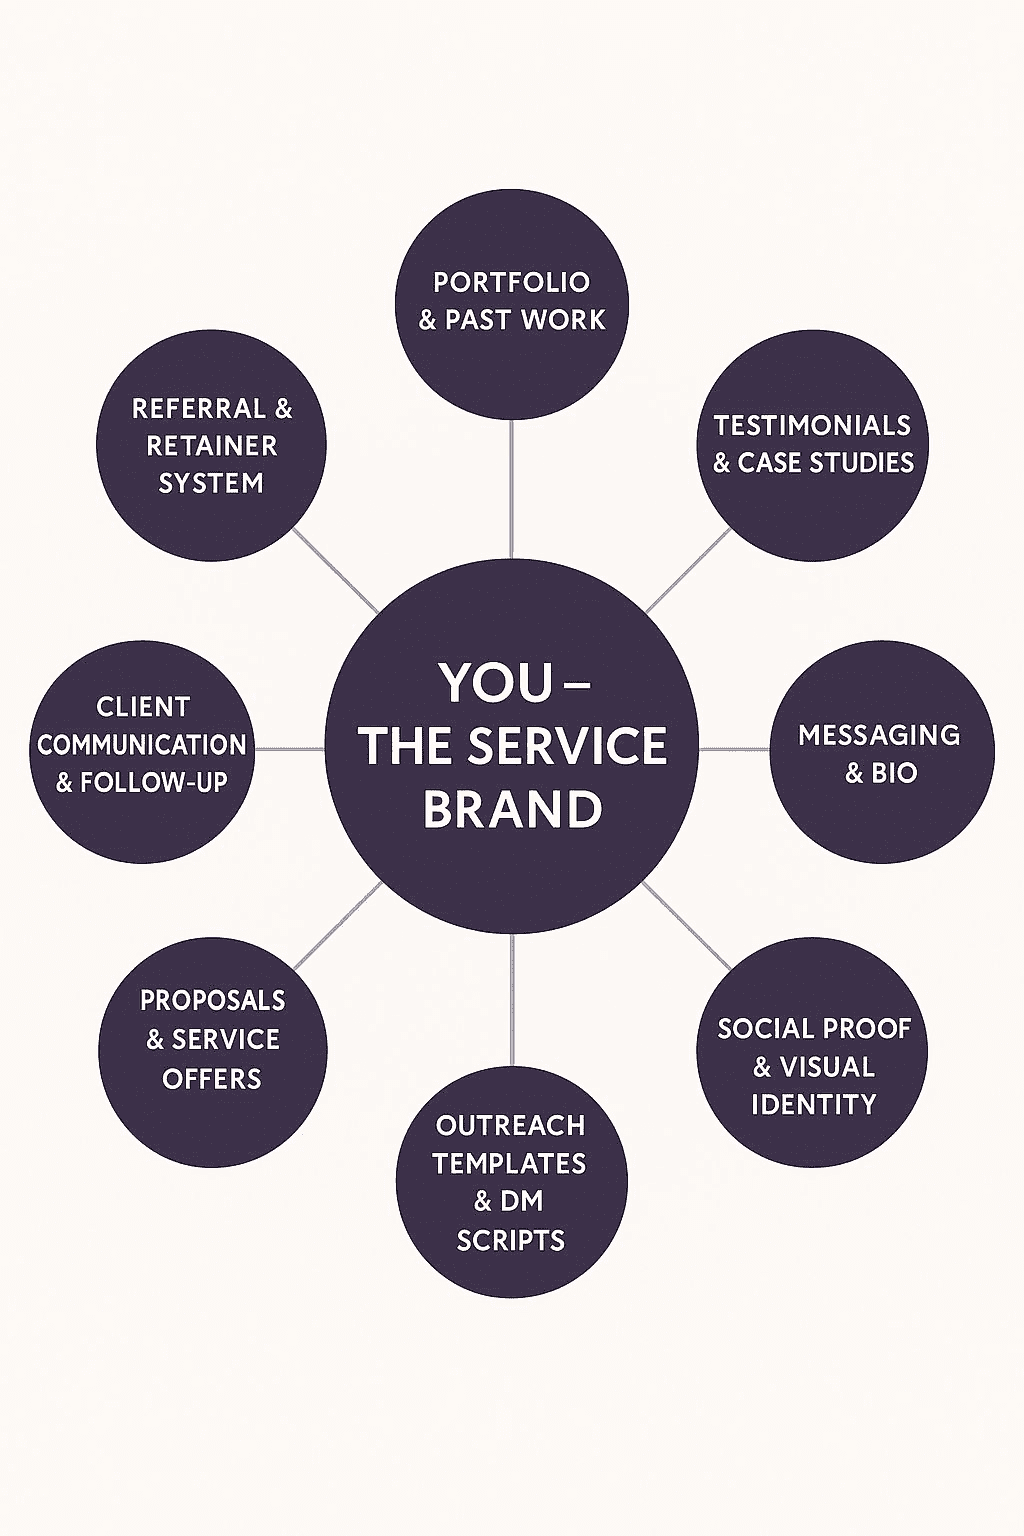 PORTFOLIO
& PAST WORK
REFERRAL &
RETAINER
SYSTEM
TESTIMONIALS
& CASE STUDIES
CLIENT
COMMUNICATION
& FOLLOW-UP
YOU –
THE SERVICE
BRAND
MESSAGING
& BIO
PROPOSALS
& SERVICE
OFFERS
SOCIAL PROOF
& VISUAL
IDENTITY
OUTREACH
TEMPLATES
& DM
SCRIPTS